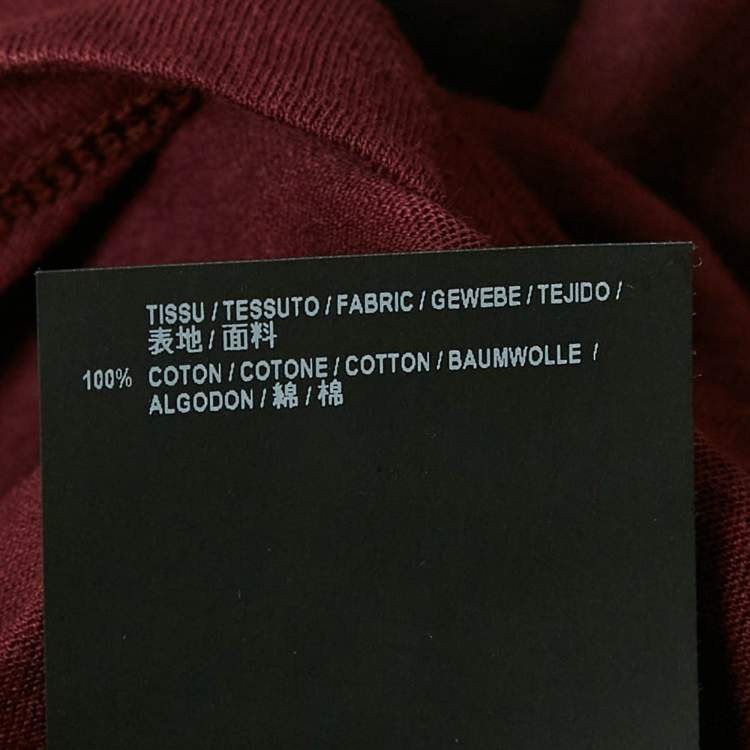 TISSU / TESSUTO / FABRIC / GEWEBE / TEJIDO /
表地 / 面料
100% COTON / COTONE / COTTON / BAUMWOLLE /
ALGODON / 綿 / 棉